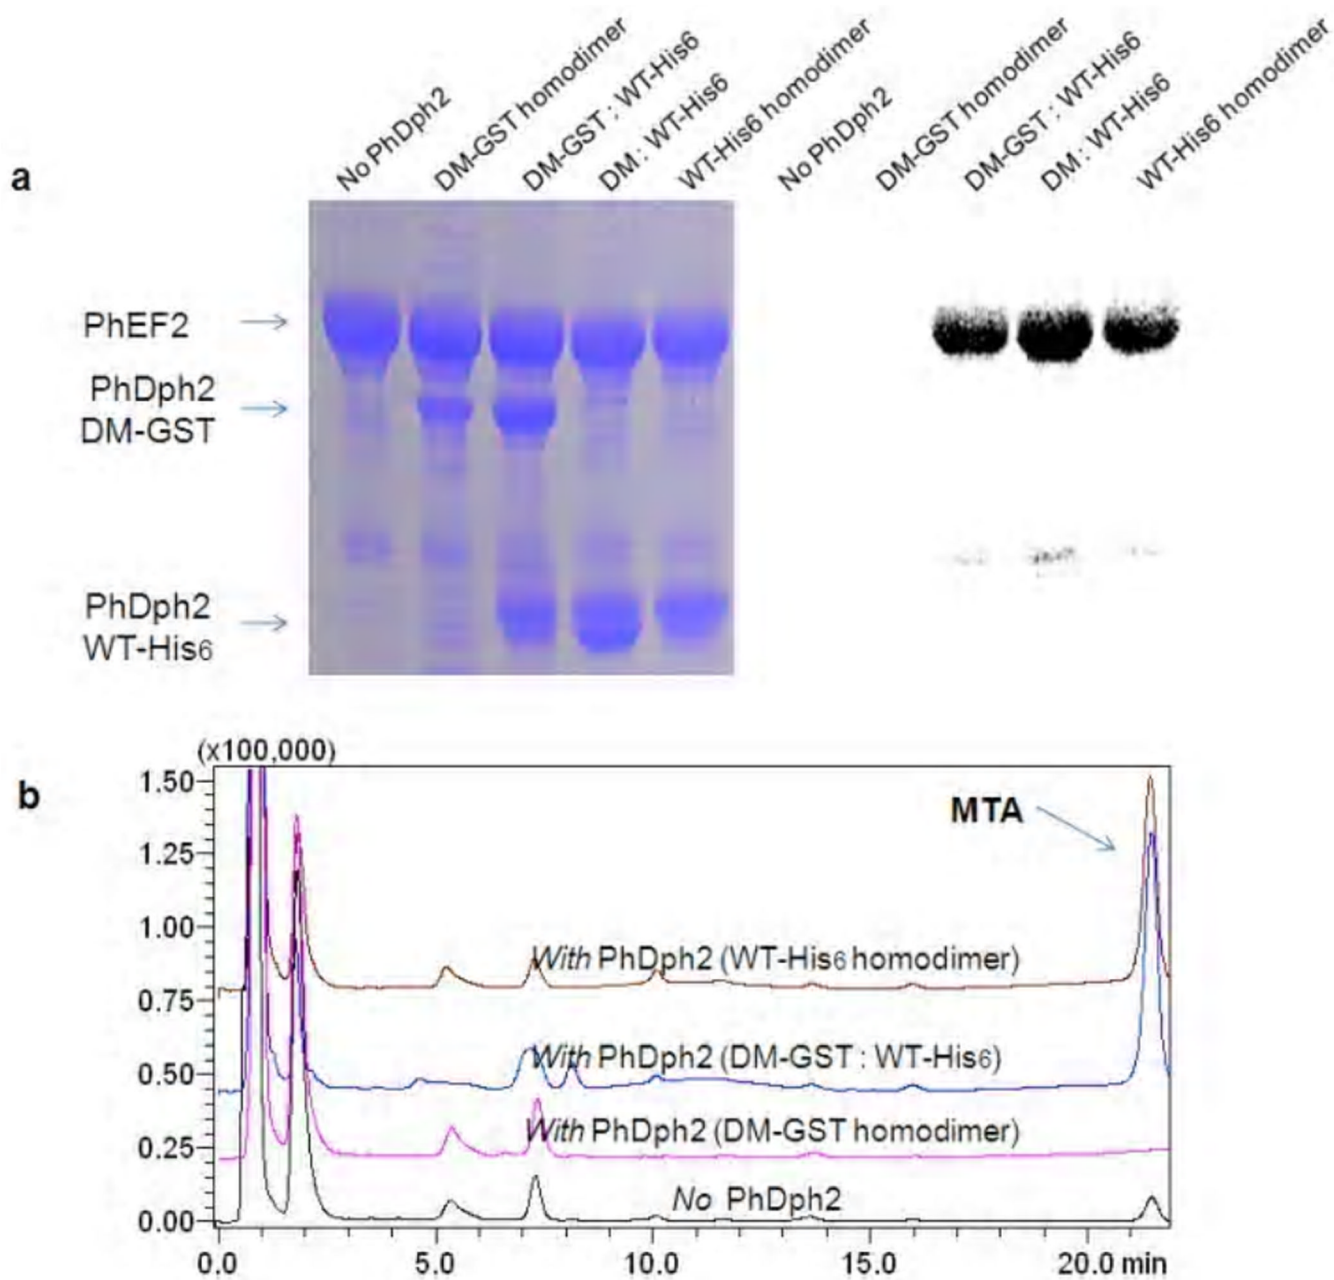 No PhDph2
DM-GST homodimer
DM-GST : WT-His6
DM : WT-His6
WT-His6 homodimer
No PhDph2
DM-GST homodimer
DM-GST : WT-His6
DM : WT-His6
WT-His6 homodimer
a
PhEF2
PhDph2
DM-GST
PhDph2
WT-His6
b
(x100,000)
1.50
1.25
1.00
0.75
0.50
0.25
0.00
MTA
With PhDph2 (WT-His6 homodimer)
With PhDph2 (DM-GST : WT-His6)
With PhDph2 (DM-GST homodimer)
No PhDph2
0.0 5.0 10.0 15.0 20.0 min